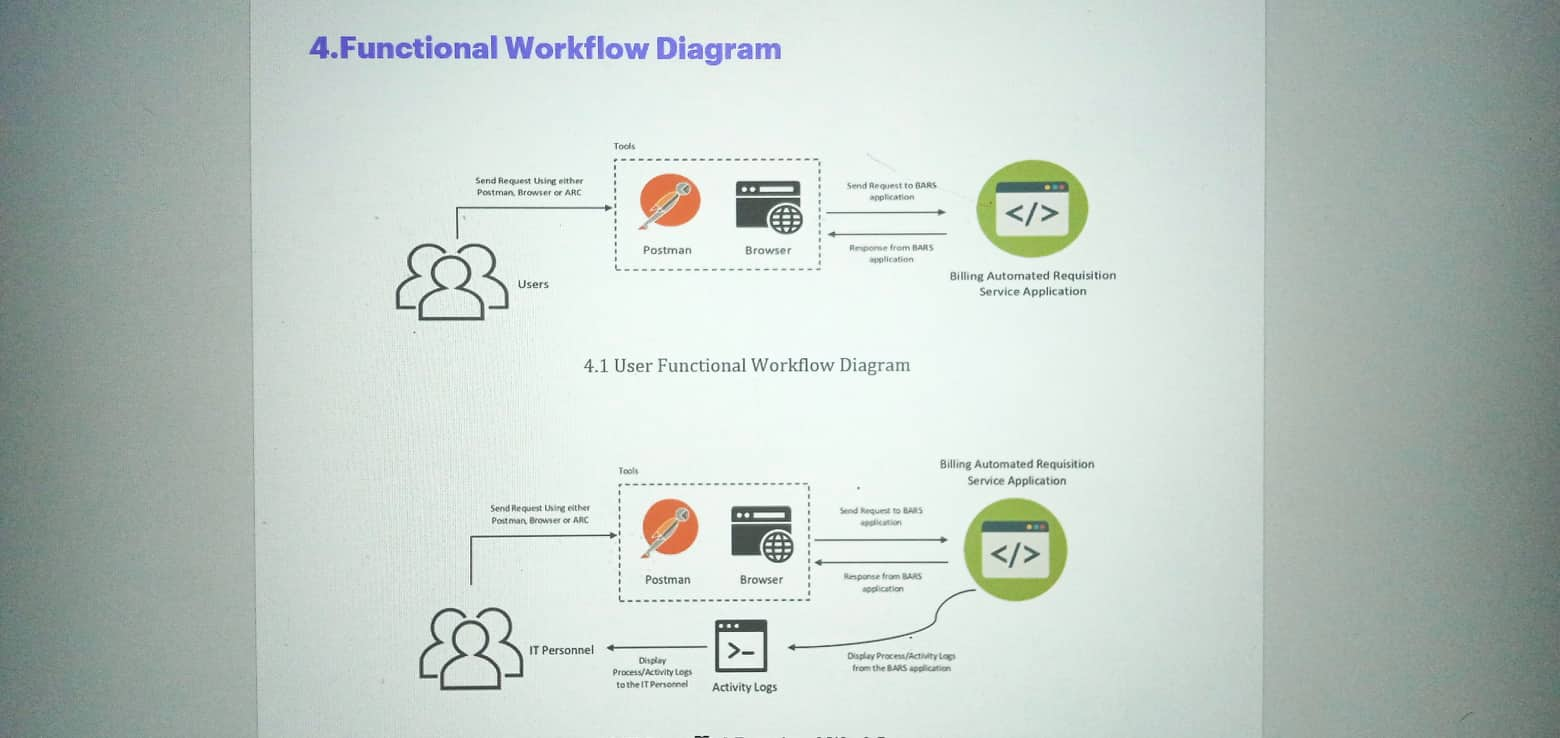 4.Functional Workflow Diagram
Tools
Send Request Using either
Postman, Browser or ARC
Postman
Browser
Send Request to BARS
application
Response from BARS
application
</>
Billing Automated Requisition
Service Application
Users
4.1 User Functional Workflow Diagram
Billing Automated Requisition
Service Application
Tools
Send Request Using either
Postman, Browser or ARC
Postman
Browser
Send Request to BARS
application
Response from BARS
application
</>
IT Personnel
Display
Process/Activity Logs
to the IT Personnel
>-
Activity Logs
Display Process/Activity Logs
from the BARS application